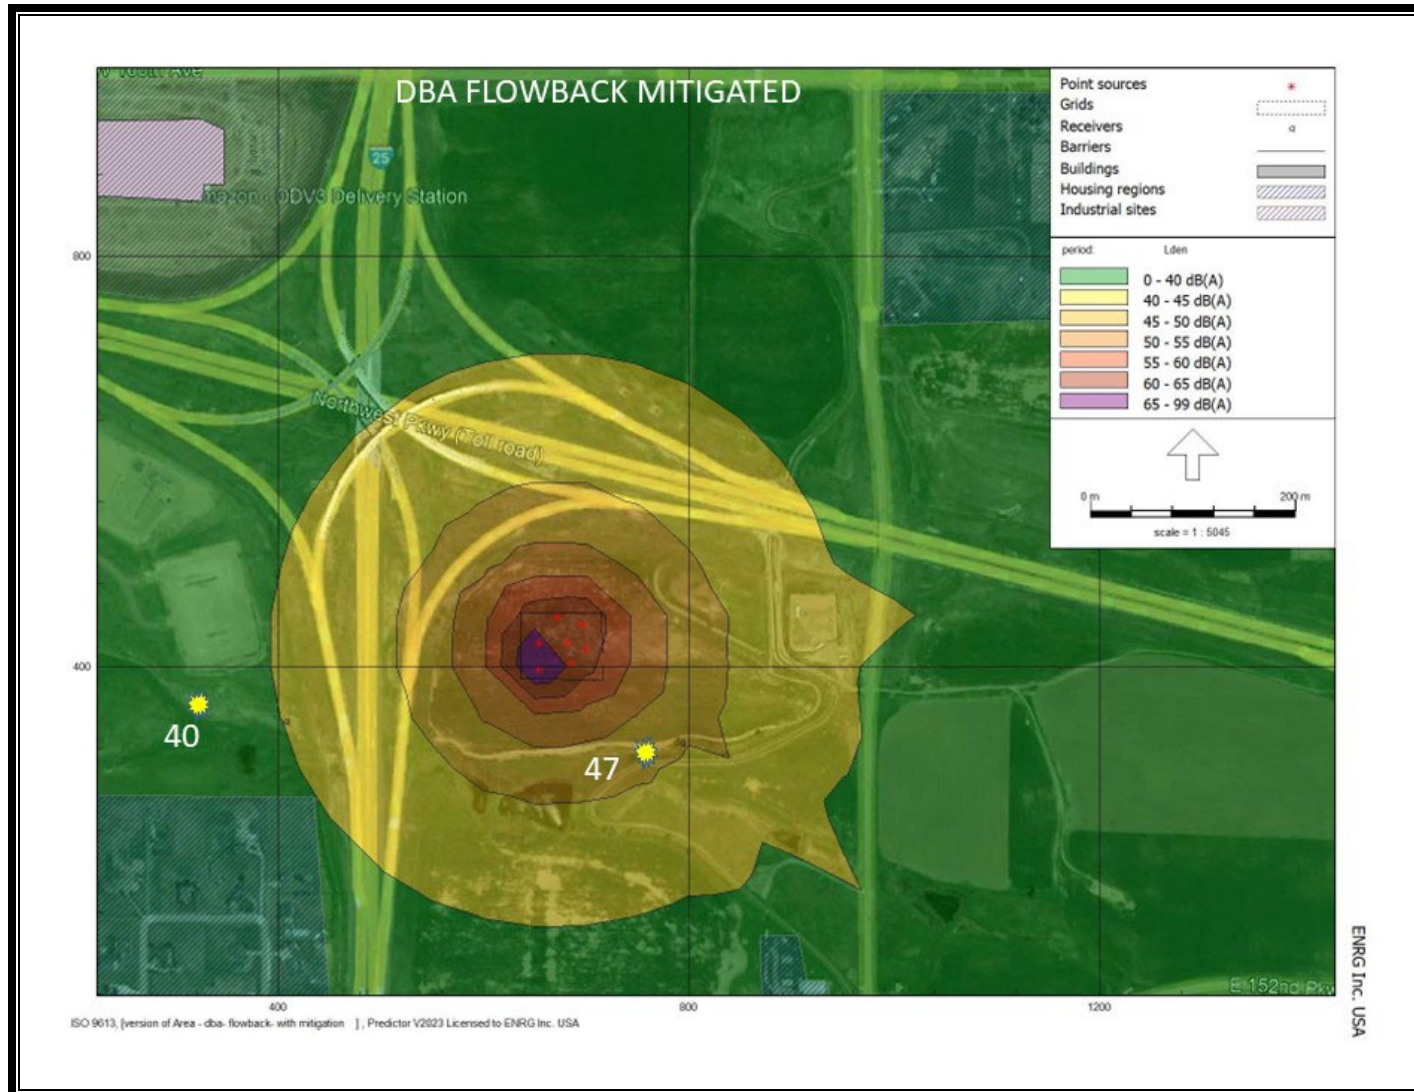 DBA FLOWBACK MITIGATED
25
DDV3 Delivery Station
Northwest Pkwy (Toll road)
40
47
E 152nd Pkwy
800
400
400
800
1200
Point sources
Grids
Receivers
Barriers
Buildings
Housing regions
Industrial sites
period: Lden
0 - 40 dB(A)
40 - 45 dB(A)
45 - 50 dB(A)
50 - 55 dB(A)
55 - 60 dB(A)
60 - 65 dB(A)
65 - 99 dB(A)
0 m 200 m
scale = 1 : 5045
ENRG Inc. USA
ISO 9613, [version of Area - dba- flowback- with mitigation ] , Predictor V2023 Licensed to ENRG Inc. USA